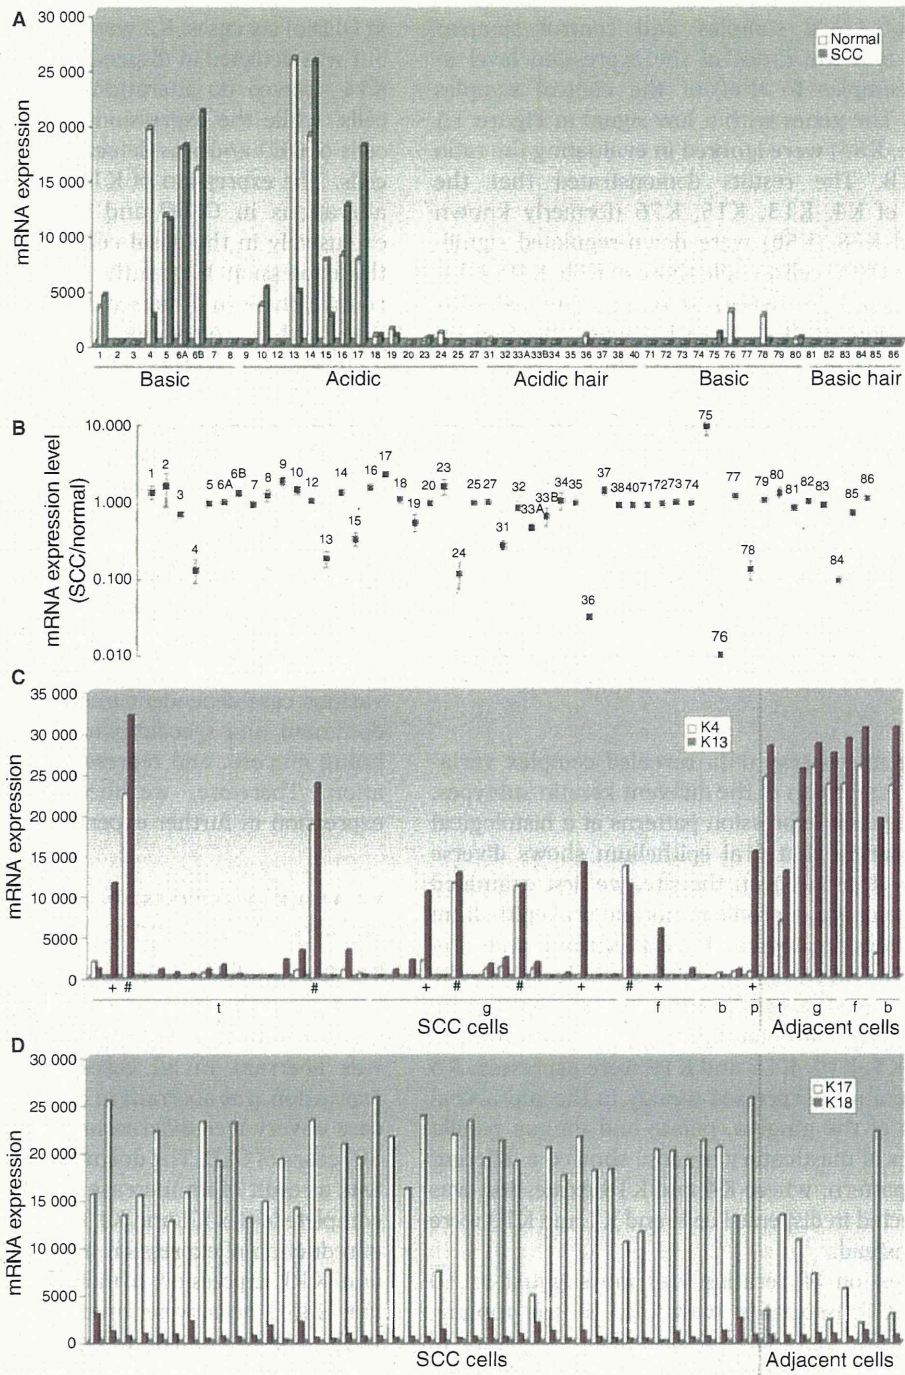 A
30 000
25 000
20 000
15 000
10 000
5000
0
mRNA expression
Normal
SCC
1 2 3 4 5 6A 6B 7 8 9 10 12 13 14 15 16 17 18 19 20 23 24 25 27 31 32 33A 33B 34 35 36 37 38 40 71 72 73 74 75 76 77 78 79 80 81 82 83 84 85 86
Basic Acidic Acidic hair Basic Basic hair
B
10.000
1.000
0.100
0.010
mRNA expression level
(SCC/normal)
1 2 3 4 5 6A 6B 7 8 9 10 12 13 14 15 16 17 18 19 20 23 24 25 27 31 32 33A 33B 34 35 36 37 38 40 71 72 73 74 75 76 77 78 79 80 81 82 83 84 85 86
C
35 000
30 000
25 000
20 000
15 000
10 000
5000
0
mRNA expression
K4
K13
+ # # + # # + # + +
t g f b p t g f b
SCC cells Adjacent cells
D
30 000
25 000
20 000
15 000
10 000
5000
0
mRNA expression
K17
K18
SCC cells Adjacent cells